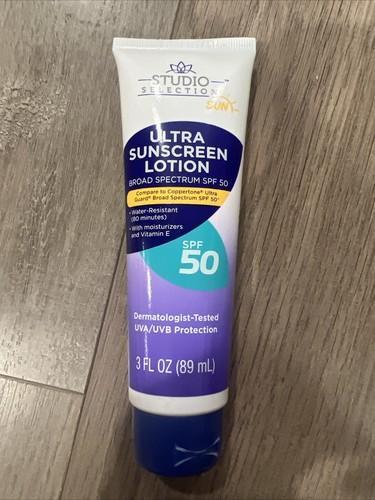 STUDIO
SELECTION
SUN
ULTRA
SUNSCREEN
LOTION
BROAD SPECTRUM SPF 50
Compare to Coppertone® Ultra
Guard® Broad Spectrum SPF 50*
• Water-Resistant
(80 minutes)
• With moisturizers
and Vitamin E
SPF
50
Dermatologist-Tested
UVA/UVB Protection
3 FL OZ (89 mL)